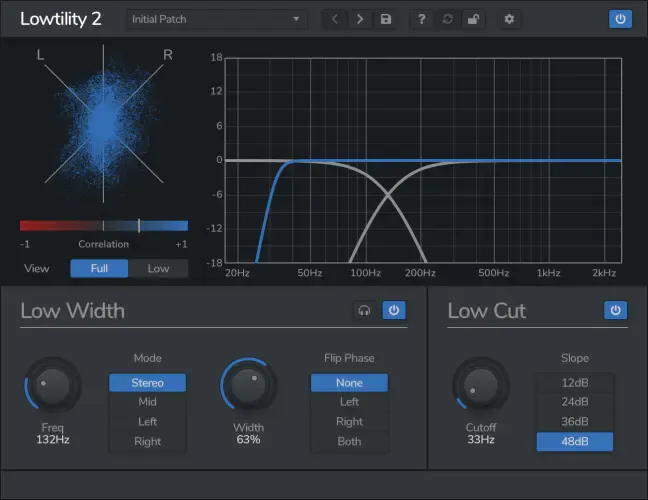 Lowtility 2
Initial Patch
?
L R
18
12
6
0
-6
-12
-18
20Hz 50Hz 100Hz 200Hz 500Hz 1kHz 2kHz
-1 Correlation +1
View Full Low
Low Width
Mode
Stereo
Mid
Left
Right
Freq
132Hz
Flip Phase
None
Left
Right
Both
Width
63%
Low Cut
Slope
12dB
24dB
36dB
48dB
Cutoff
33Hz